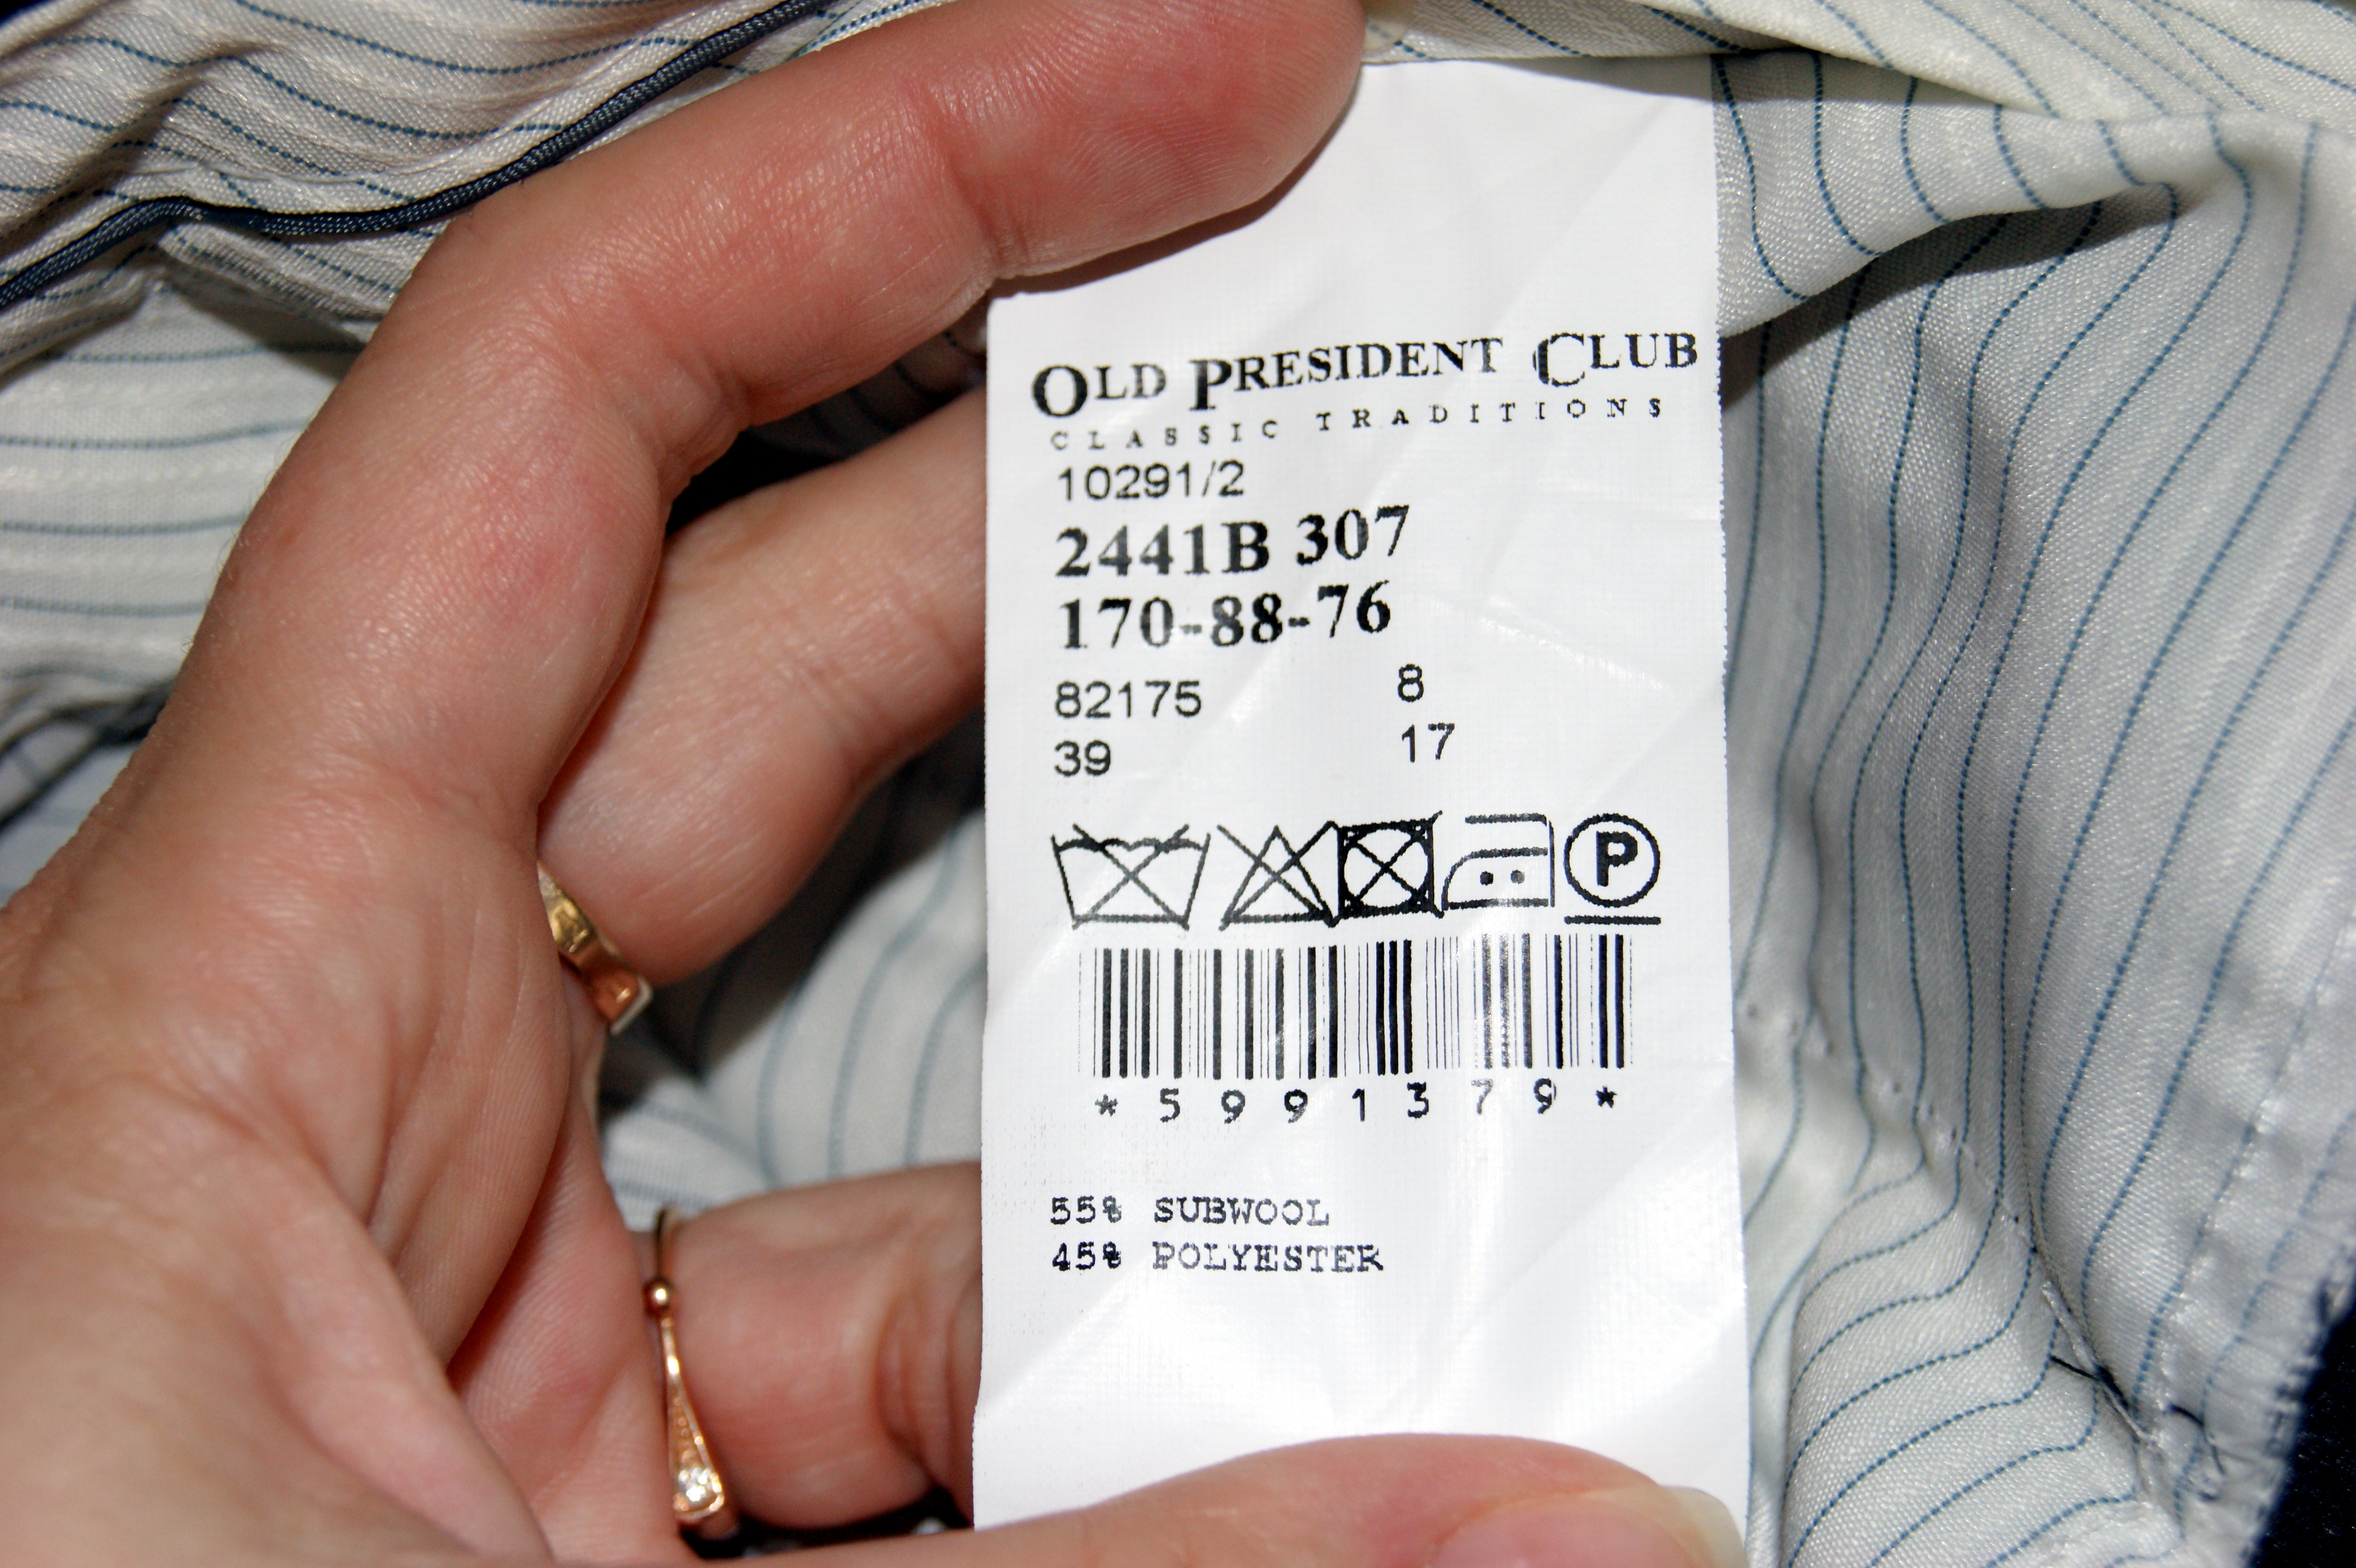 OLD PRESIDENT CLUB
CLASSIC TRADITIONS
10291/2
2441B 307
170-88-76
82175 8
39 17
P
*5991379*
55% SUBWOOL
45% POLYESTER